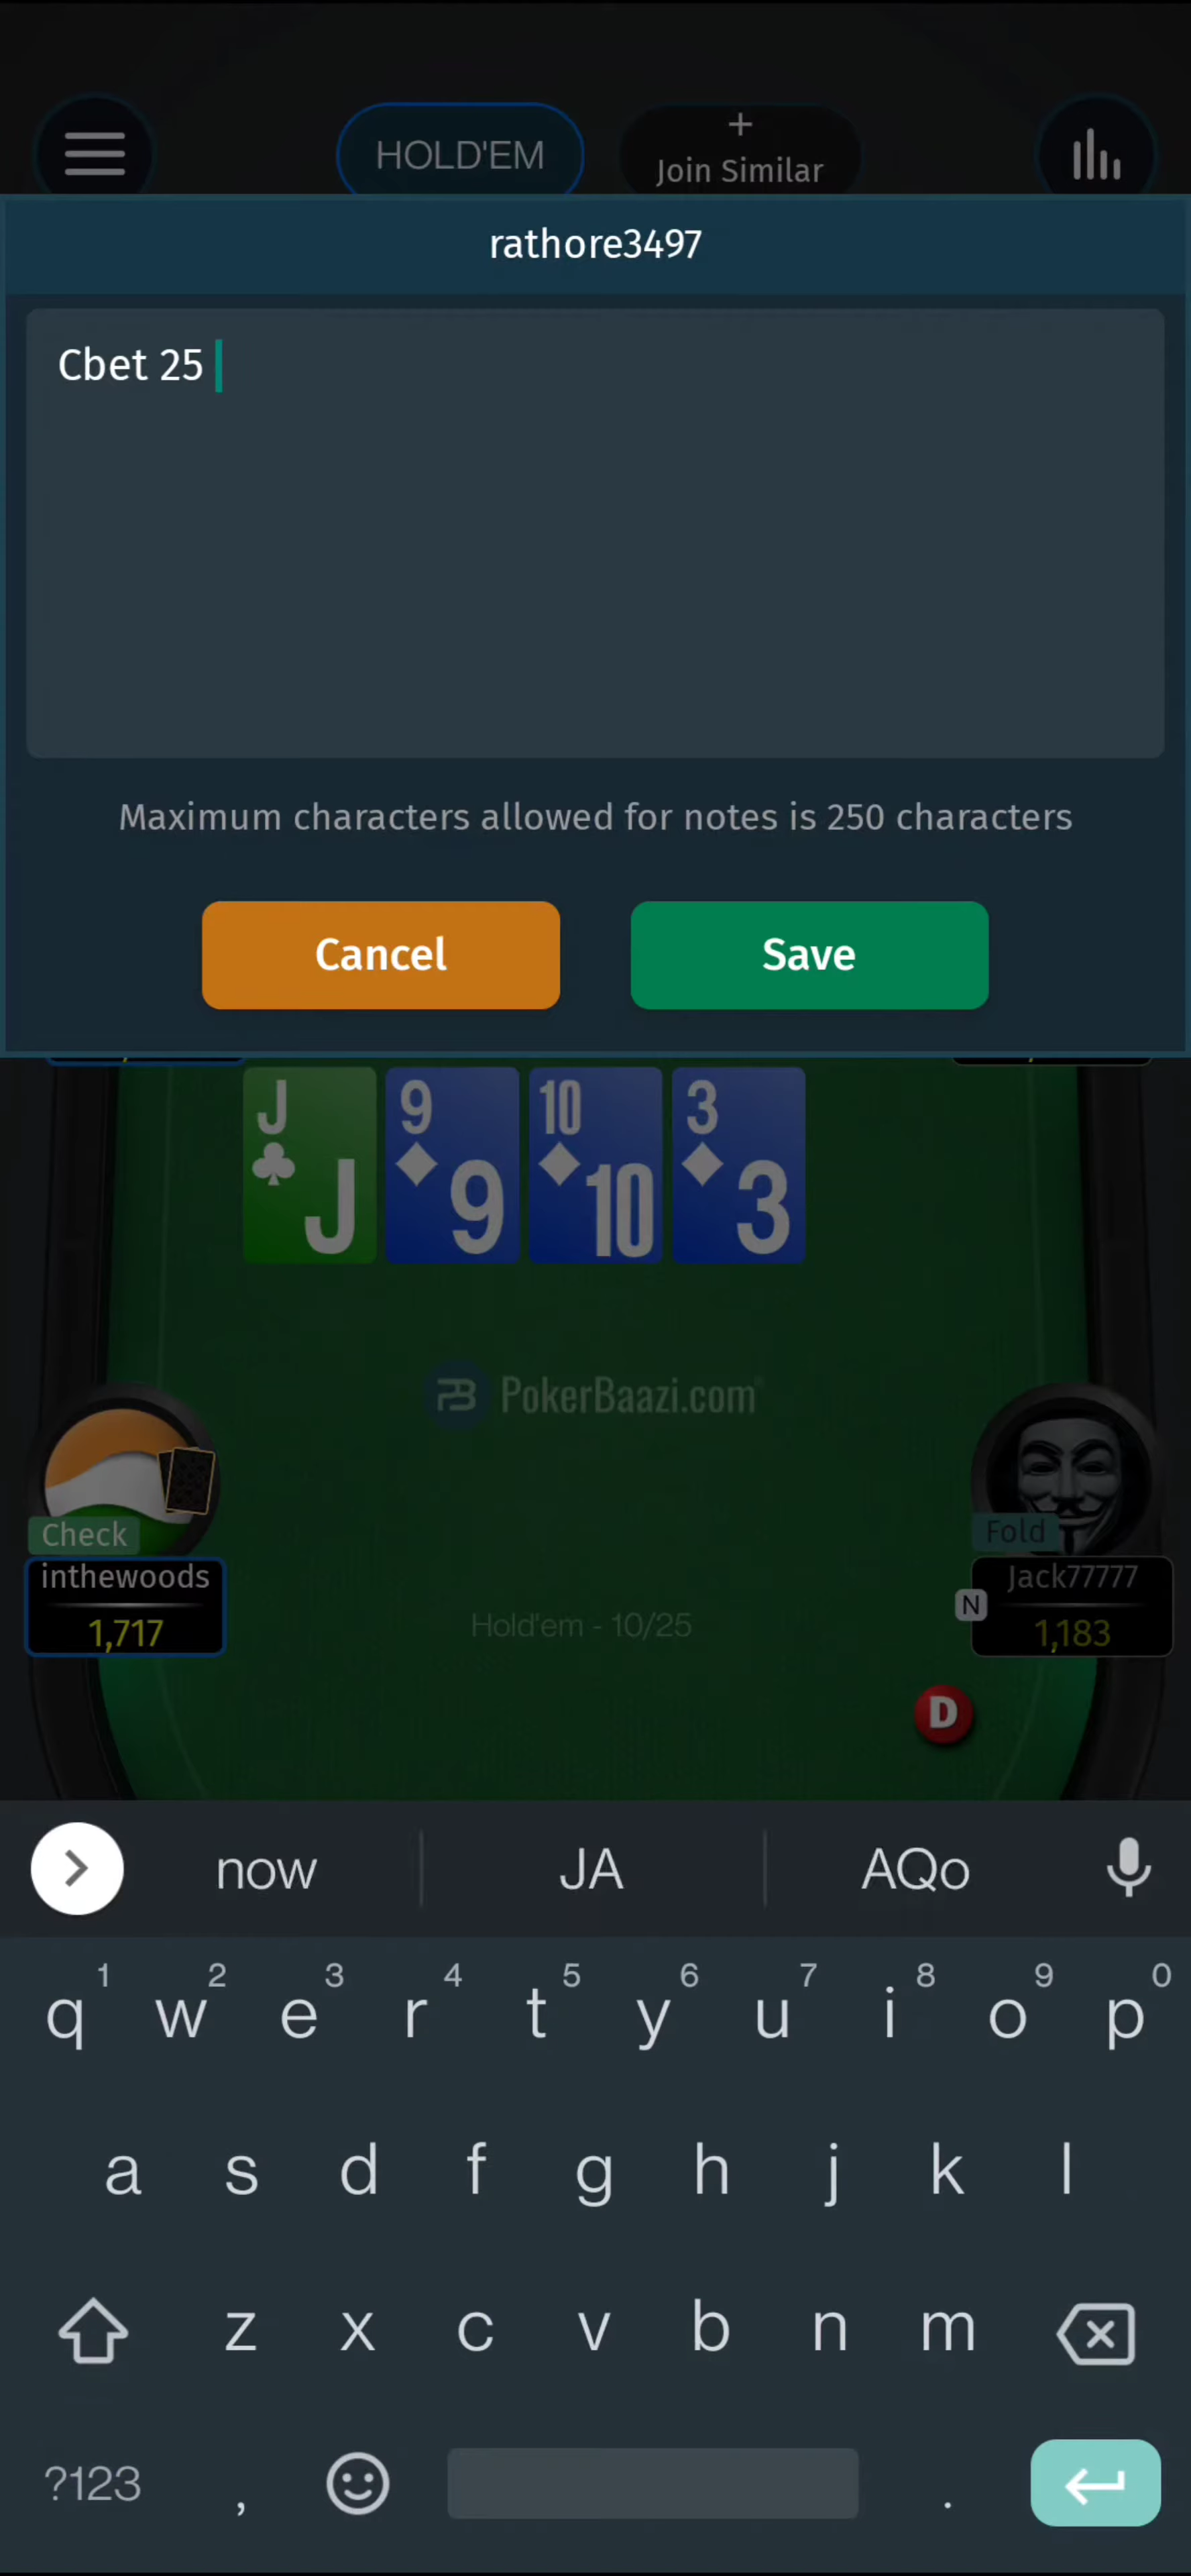 HOLD'EM
+
Join Similar
rathore3497
Cbet 25
Maximum characters allowed for notes is 250 characters
Cancel Save
J J 9 9 10 10 3 3
PokerBaazi.com
Check
Fold
inthewoods
1,717
N
Jack77777
1,183
Hold'em - 10/25
D
now JA AQo
1 2 3 4 5 6 7 8 9 0
q w e r t y u i o p
a s d f g h j k l
z x c v b n m
?123 , .